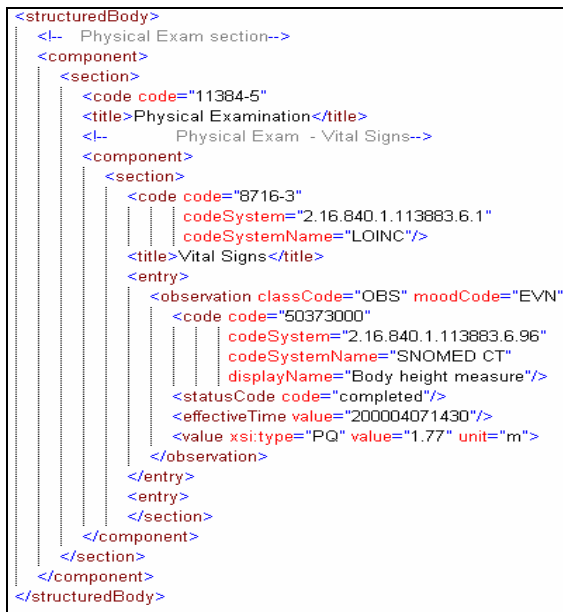 <structuredBody>
<!-- Physical Exam section-->
<component>
<section>
<code code="11384-5"
<title>Physical Examination</title>
<!-- Physical Exam - Vital Signs-->
<component>
<section>
<code code="8716-3"
codeSystem="2.16.840.1.113883.6.1"
codeSystemName="LOINC"/>
<title>Vital Signs</title>
<entry>
<observation classCode="OBS" moodCode="EVN"
<code code="50373000"
codeSystem="2.16.840.1.113883.6.96"
codeSystemName="SNOMED CT"
displayName="Body height measure"/>
<statusCode code="completed"/>
<effectiveTime value="200004071430"/>
<value xsi:type="PQ" value="1.77" unit="m">
</observation>
</entry>
<entry>
</section>
</component>
</section>
</component>
</structuredBody>